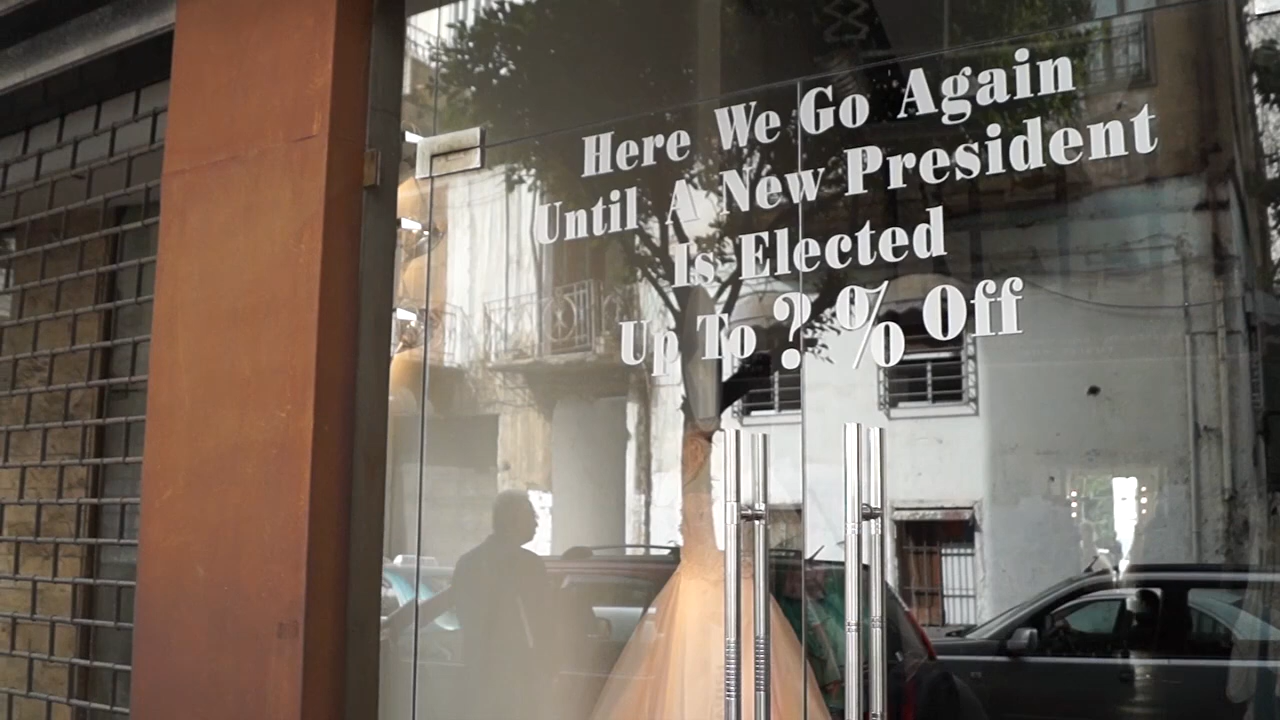 Here We Go Again
Until A New President
Is Elected
Up To ? % Off